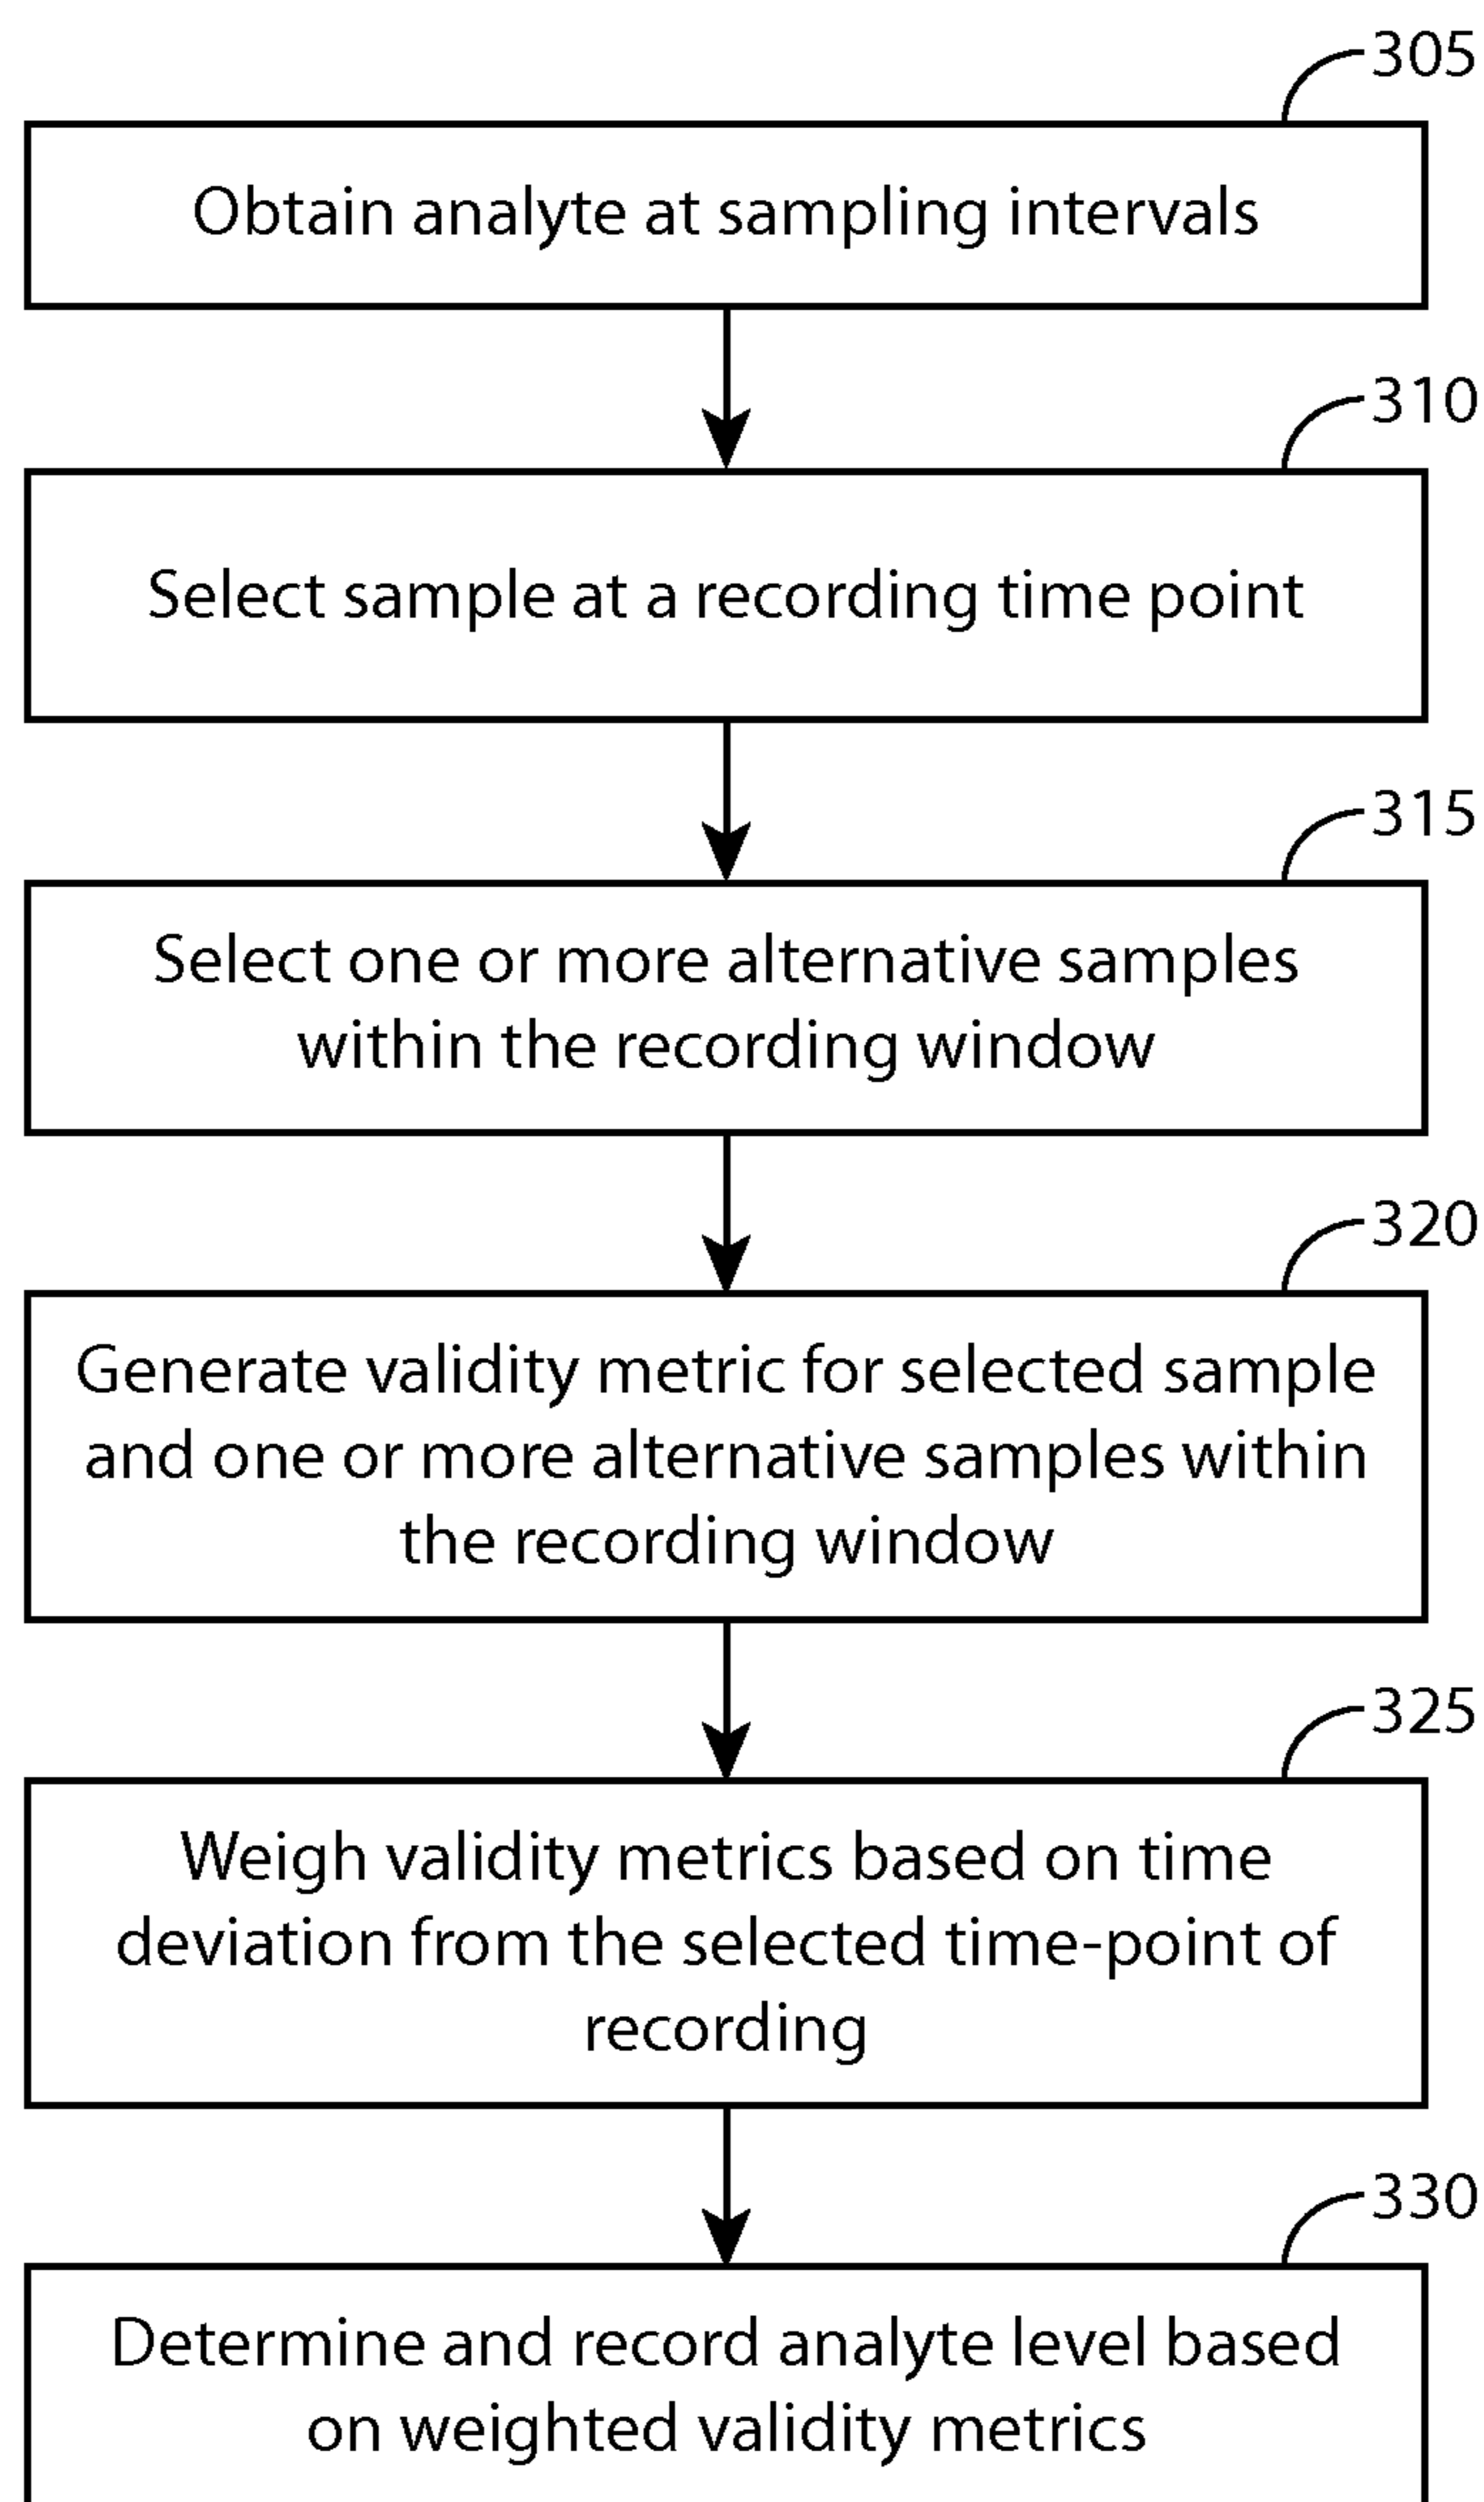 305
Obtain analyte at sampling intervals
310
Select sample at a recording time point
315
Select one or more alternative samples
within the recording window
320
Generate validity metric for selected sample
and one or more alternative samples within
the recording window
325
Weigh validity metrics based on time
deviation from the selected time-point of
recording
330
Determine and record analyte level based
on weighted validity metrics